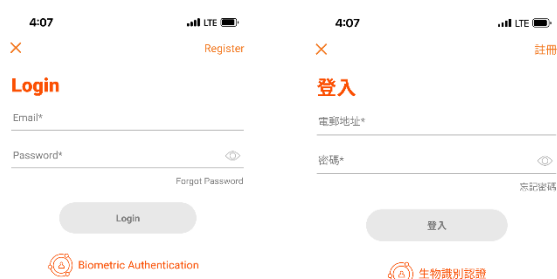 4:07 LTE
Register
Login
Email*
Password*
Forgot Password
Login
Biometric Authentication
4:07 LTE
註冊
登入
電郵地址*
密碼*
忘記密碼
登入
生物識別認證